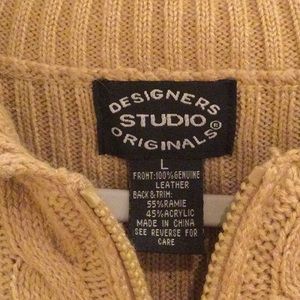 DESIGNERS
STUDIO®
ORIGINALS
L
FRONT:100%GENUINE
LEATHER
BACK&TRIM:
55%RAMIE
45%ACRYLIC
MADE IN CHINA
SEE REVERSE FOR
CARE